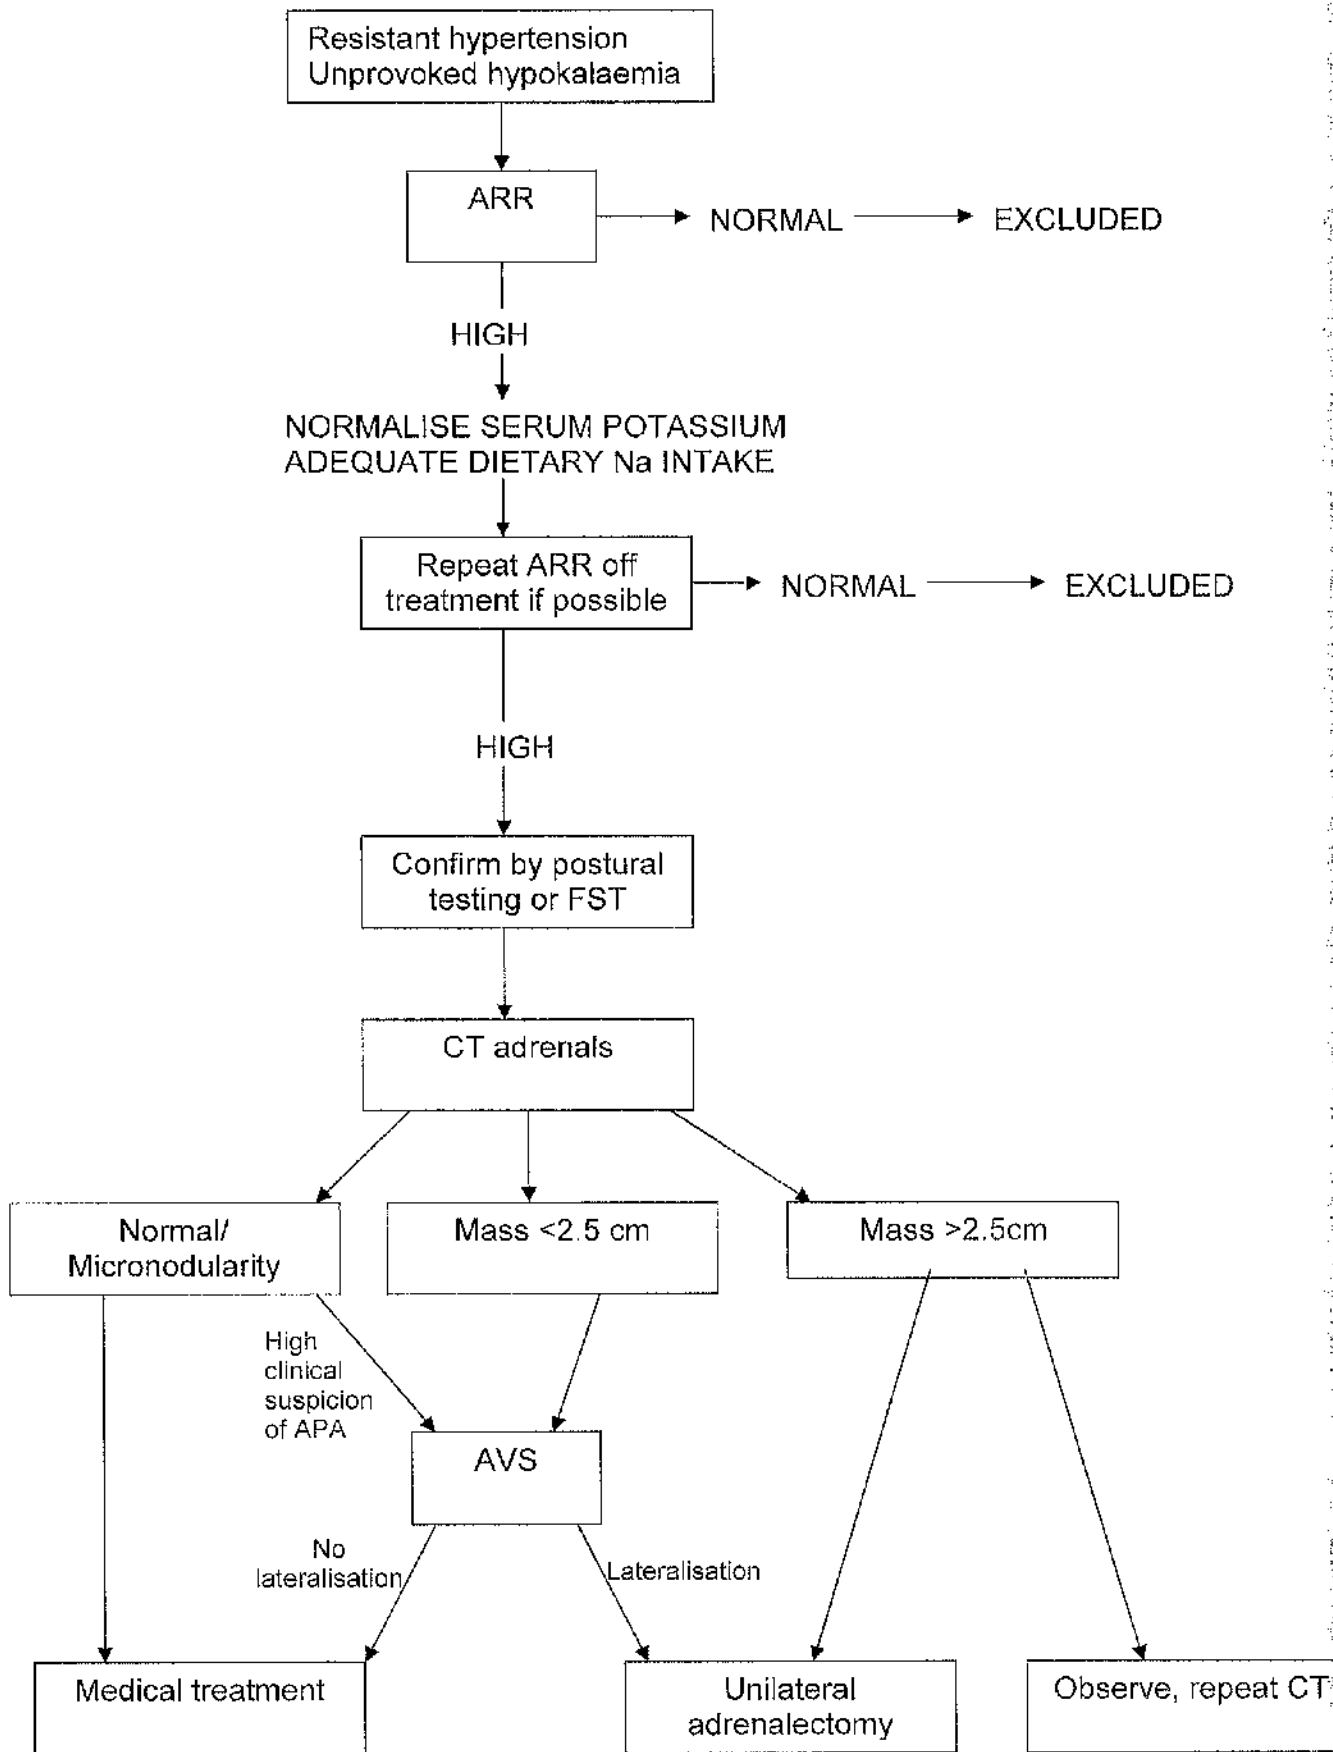 Resistant hypertension
Unprovoked hypokalaemia
ARR
NORMAL
EXCLUDED
HIGH
NORMALISE SERUM POTASSIUM
ADEQUATE DIETARY Na INTAKE
Repeat ARR off
treatment if possible
NORMAL
EXCLUDED
HIGH
Confirm by postural
testing or FST
CT adrenals
Normal/
Micronodularity
Mass <2.5 cm
Mass >2.5cm
High
clinical
suspicion
of APA
AVS
No
lateralisation
Lateralisation
Medical treatment
Unilateral
adrenalectomy
Observe, repeat CT